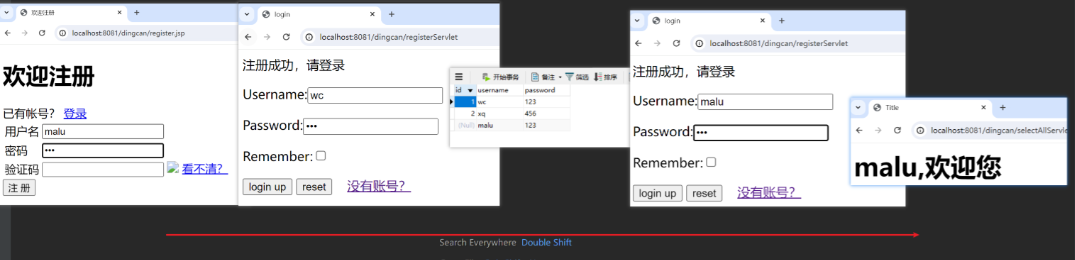 欢迎注册
localhost:8081/dingcan/register.jsp
欢迎注册
已有帐号? 登录
用户名 malu
密码 •••
验证码 看不清?
注 册
login
localhost:8081/dingcan/registerServlet
注册成功，请登录
Username: wc
Password: •••
Remember:
login up reset 没有账号?
开始事务 备注 筛选 排序
id username password
1 wc 123
2 xq 456
(Null) malu 123
login
localhost:8081/dingcan/registerServlet
注册成功，请登录
Username: malu
Password: •••
Remember:
login up reset 没有账号?
Title
localhost:8081/dingcan/selectAllServle
malu,欢迎您
Search Everywhere Double Shift